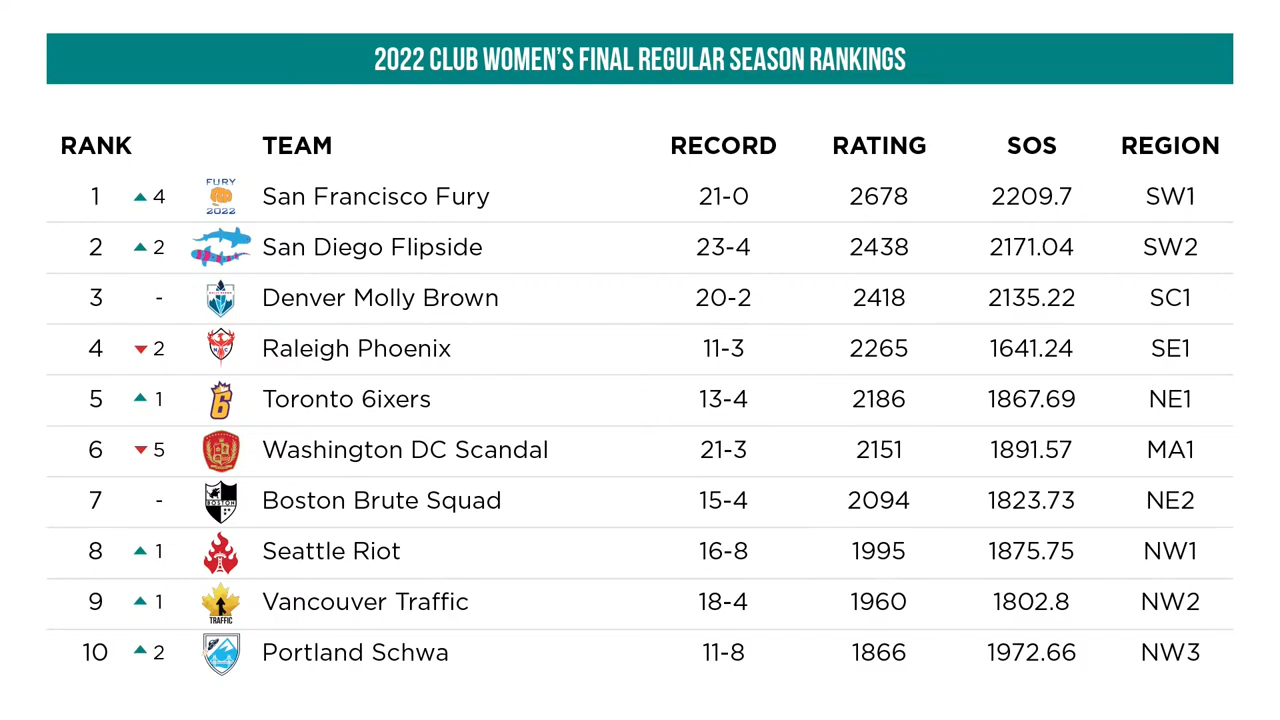 2022 CLUB WOMEN'S FINAL REGULAR SEASON RANKINGS
RANK TEAM RECORD RATING SOS REGION
1 ▲ 4 FURY 2022 San Francisco Fury 21-0 2678 2209.7 SW1
2 ▲ 2 San Diego Flipside 23-4 2438 2171.04 SW2
3 - Denver Molly Brown 20-2 2418 2135.22 SC1
4 ▼ 2 Raleigh Phoenix 11-3 2265 1641.24 SE1
5 ▲ 1 6 Toronto 6ixers 13-4 2186 1867.69 NE1
6 ▼ 5 Washington DC Scandal 21-3 2151 1891.57 MA1
7 - BOSTON Boston Brute Squad 15-4 2094 1823.73 NE2
8 ▲ 1 Seattle Riot 16-8 1995 1875.75 NW1
9 ▲ 1 TRAFFIC Vancouver Traffic 18-4 1960 1802.8 NW2
10 ▲ 2 Portland Schwa 11-8 1866 1972.66 NW3